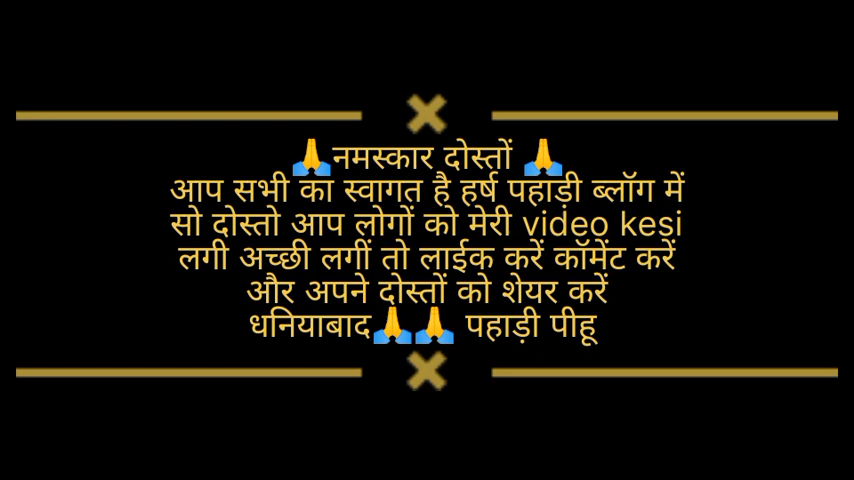 🙏नमस्कार दोस्तों 🙏
आप सभी का स्वागत है हर्ष पहाड़ी ब्लॉग में
सो दोस्तो आप लोगों को मेरी video kesi
लगी अच्छी लगीं तो लाईक करें कॉमेंट करें
और अपने दोस्तों को शेयर करें
धनियाबाद🙏🙏 पहाड़ी पीहू